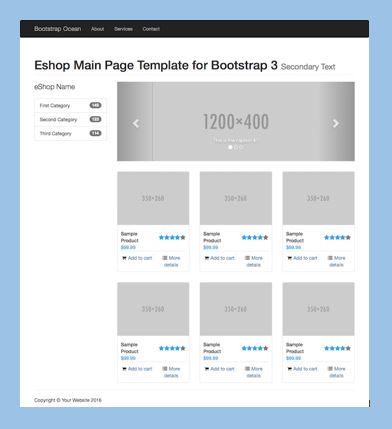 Bootstrap Ocean About Services Contact
Eshop Main Page Template for Bootstrap 3 Secondary Text
eShop Name
First Category 145
Second Category
Third Category 114
1200×400
350×260 350×260 350×260
Sample Product Sample Product Sample Product
$99.99 $99.99 $99.99
Add to cart More details Add to cart More details Add to cart More details
350×260 350×260 350×260
Sample Product Sample Product Sample Product
$99.99 $99.99 $99.99
Add to cart More details Add to cart More details Add to cart More details
Copyright © Your Website 2016